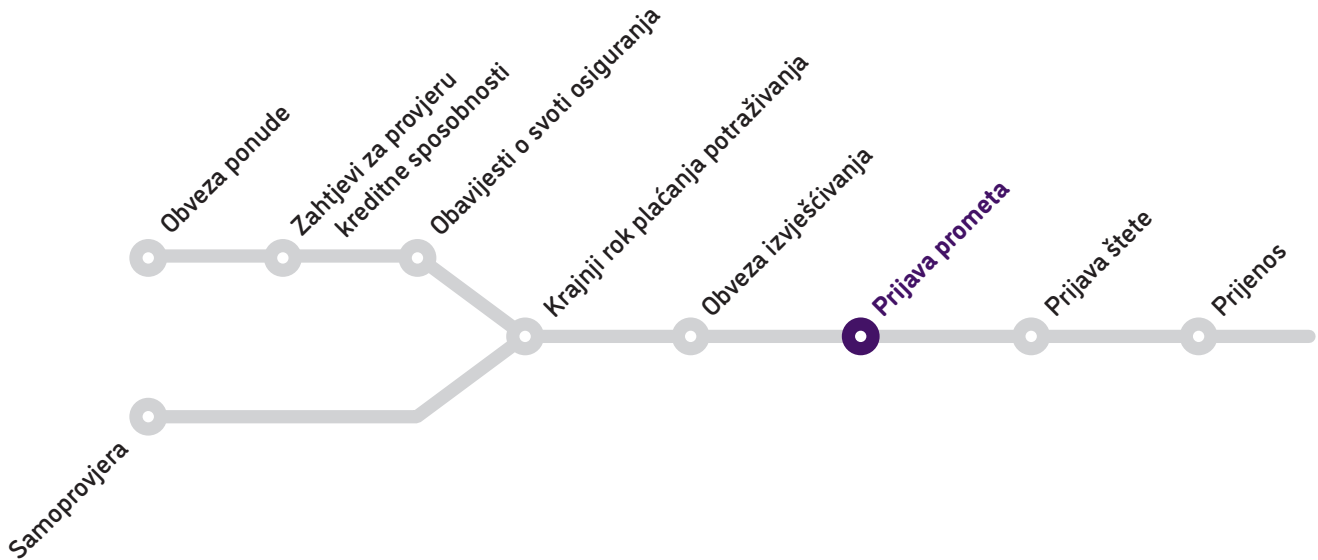 Obveza ponude
Zahtjevi za provjeru
kreditne sposobnosti
Obavijesti o svoti osiguranja
Krajnji rok plaćanja potraživanja
Obveza izvješćivanja
Prijava prometa
Prijava štete
Prijenos
Samoprovjera